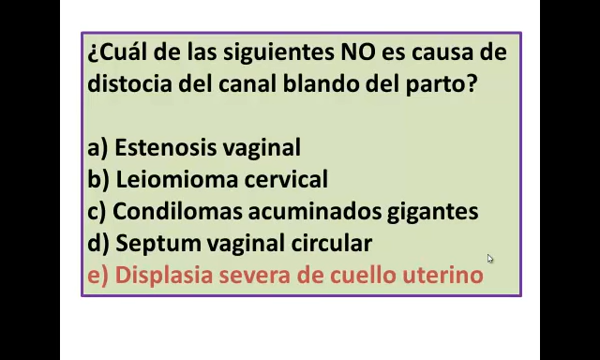 ¿Cuál de las siguientes NO es causa de
distocia del canal blando del parto?
a) Estenosis vaginal
b) Leiomioma cervical
c) Condilomas acuminados gigantes
d) Septum vaginal circular
e) Displasia severa de cuello uterino